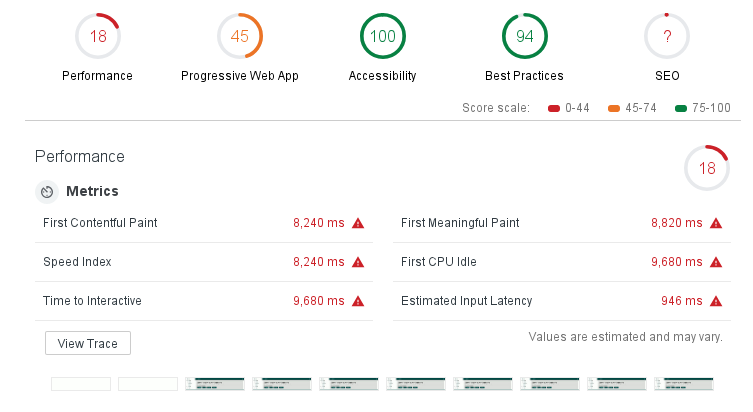 18 45 100 94 ?
Performance Progressive Web App Accessibility Best Practices SEO
Score scale: 0-44 45-74 75-100
Performance
18
Metrics
First Contentful Paint 8,240 ms First Meaningful Paint 8,820 ms
Speed Index 8,240 ms First CPU Idle 9,680 ms
Time to Interactive 9,680 ms Estimated Input Latency 946 ms
View Trace Values are estimated and may vary.